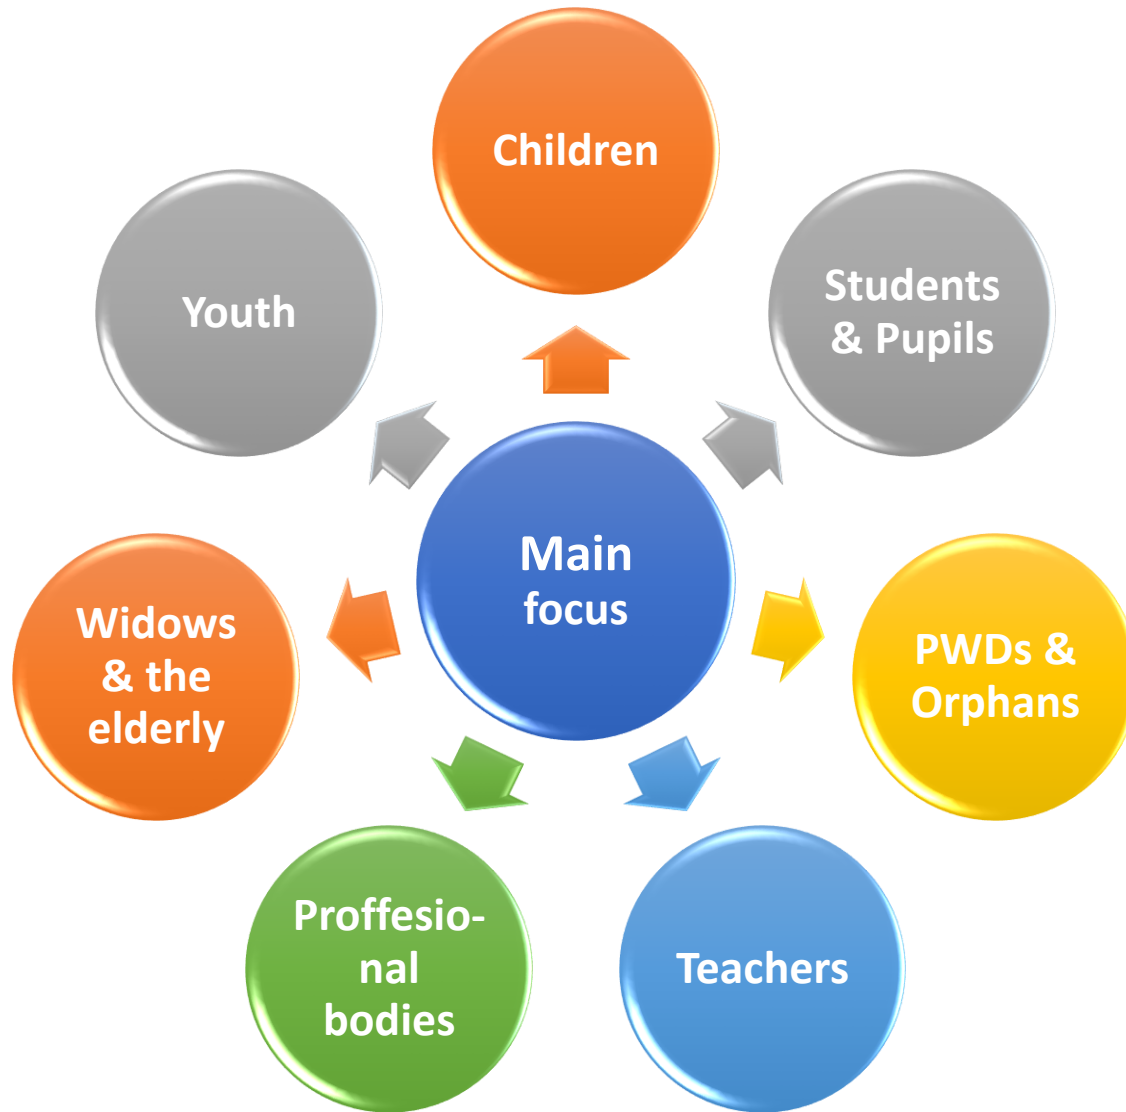 Children
Students
& Pupils
PWDs &
Orphans
Teachers
Proffesio-
nal
bodies
Widows
& the
elderly
Youth
Main
focus